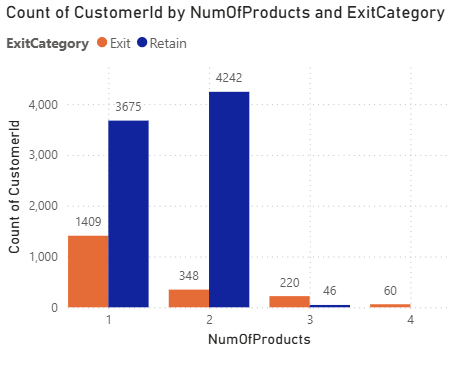 Count of CustomerId by NumOfProducts and ExitCategory
ExitCategory Exit Retain
4242
4,000
3675
3,000
2,000
1409
1,000
348
220
46
60
0
1 2 3 4
Count of CustomerId
NumOfProducts